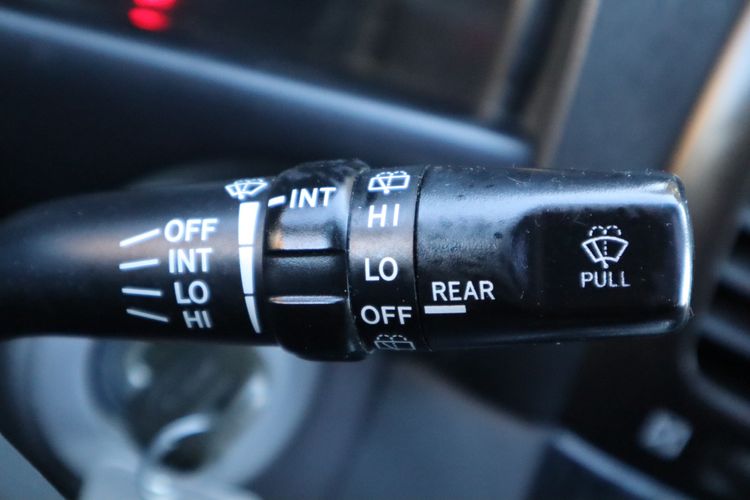 OFF
INT
LO
HI
INT
HI
LO
OFF
REAR
PULL